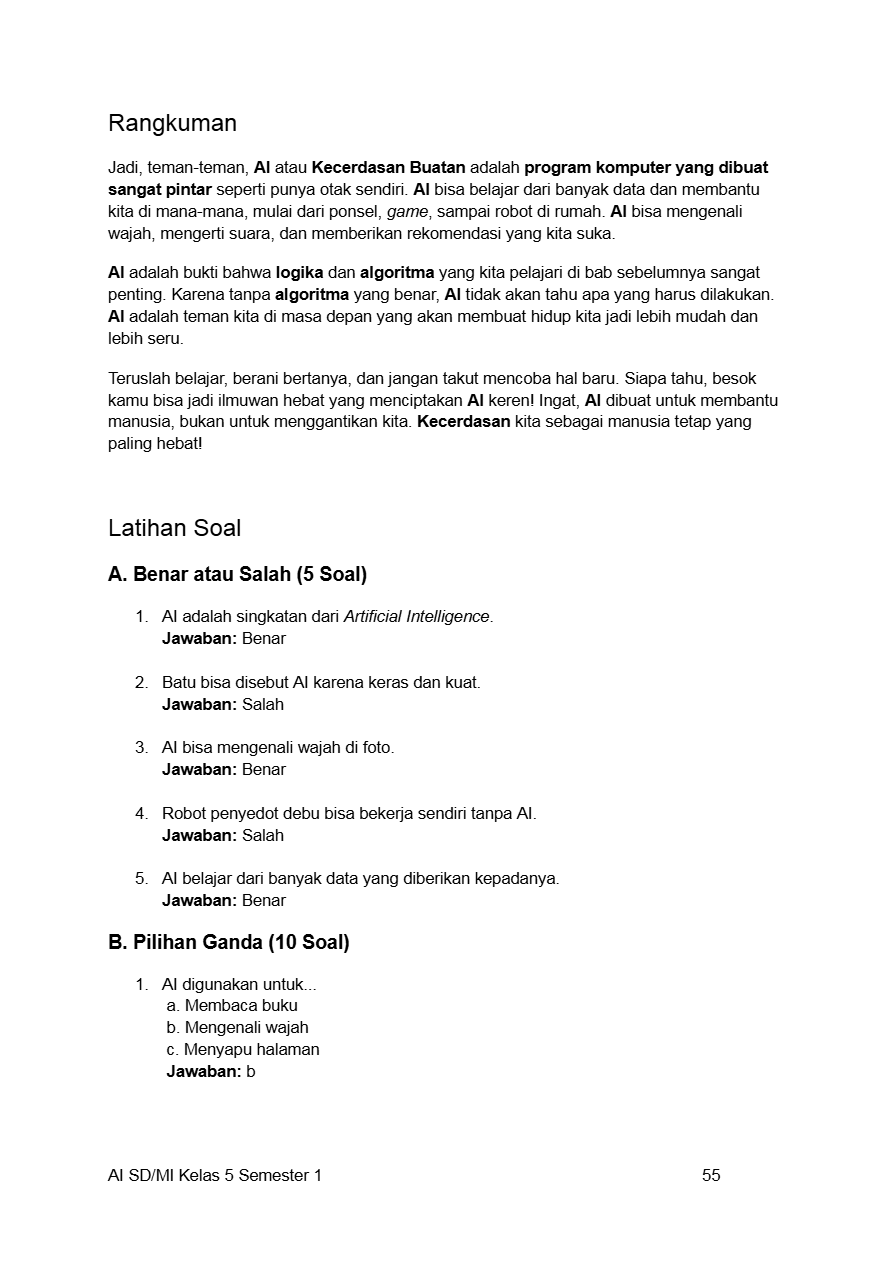 Rangkuman
Jadi, teman-teman, AI atau Kecerdasan Buatan adalah program komputer yang dibuat
sangat pintar seperti punya otak sendiri. AI bisa belajar dari banyak data dan membantu
kita di mana-mana, mulai dari ponsel, game, sampai robot di rumah. AI bisa mengenali
wajah, mengerti suara, dan memberikan rekomendasi yang kita suka.
AI adalah bukti bahwa logika dan algoritma yang kita pelajari di bab sebelumnya sangat
penting. Karena tanpa algoritma yang benar, AI tidak akan tahu apa yang harus dilakukan.
AI adalah teman kita di masa depan yang akan membuat hidup kita jadi lebih mudah dan
lebih seru.
Teruslah belajar, berani bertanya, dan jangan takut mencoba hal baru. Siapa tahu, besok
kamu bisa jadi ilmuwan hebat yang menciptakan AI keren! Ingat, AI dibuat untuk membantu
manusia, bukan untuk menggantikan kita. Kecerdasan kita sebagai manusia tetap yang
paling hebat!
Latihan Soal
A. Benar atau Salah (5 Soal)
1. AI adalah singkatan dari Artificial Intelligence.
Jawaban: Benar
2. Batu bisa disebut AI karena keras dan kuat.
Jawaban: Salah
3. AI bisa mengenali wajah di foto.
Jawaban: Benar
4. Robot penyedot debu bisa bekerja sendiri tanpa AI.
Jawaban: Salah
5. AI belajar dari banyak data yang diberikan kepadanya.
Jawaban: Benar
B. Pilihan Ganda (10 Soal)
1. AI digunakan untuk...
a. Membaca buku
b. Mengenali wajah
c. Menyapu halaman
Jawaban: b
AI SD/MI Kelas 5 Semester 1 55